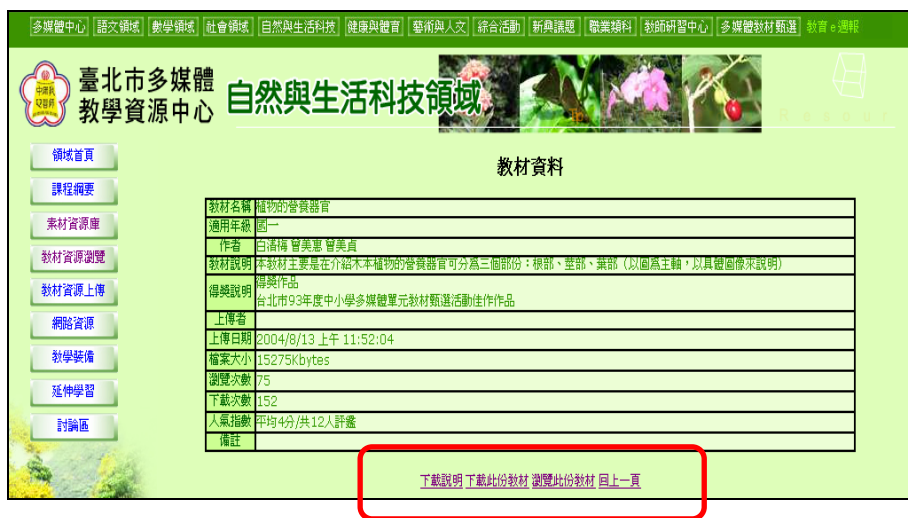 多媒體中心 語文領域 數學領域 社會領域 自然與生活科技 健康與體育 藝術與人文 綜合活動 新興議題 職業類科 教師研習中心 多媒體教材甄選 教育e週報
臺北市多媒體
教學資源中心
自然與生活科技領域
Resour
領域首頁
課程綱要
素材資源庫
教材資源瀏覽
教材資源上傳
網路資源
教學裝備
延伸學習
討論區
教材資料
教材名稱 植物的營養器官
適用年級 國一
作者 白清梅 曾美惠 曾美貞
教材說明 本教材主要是在介紹木本植物的營養器官可分為三個部份：根部、莖部、葉部（以圖為主軸，以具體圖像來說明）
得獎說明 得獎作品
台北市93年度中小學多媒體單元教材甄選活動佳作作品
上傳者
上傳日期 2004/8/13 上午 11:52:04
檔案大小 15275Kbytes
瀏覽次數 75
下載次數 152
人氣指數 平均4分/共12人評鑑
備註
下載說明 下載此份教材 瀏覽此份教材 回上一頁